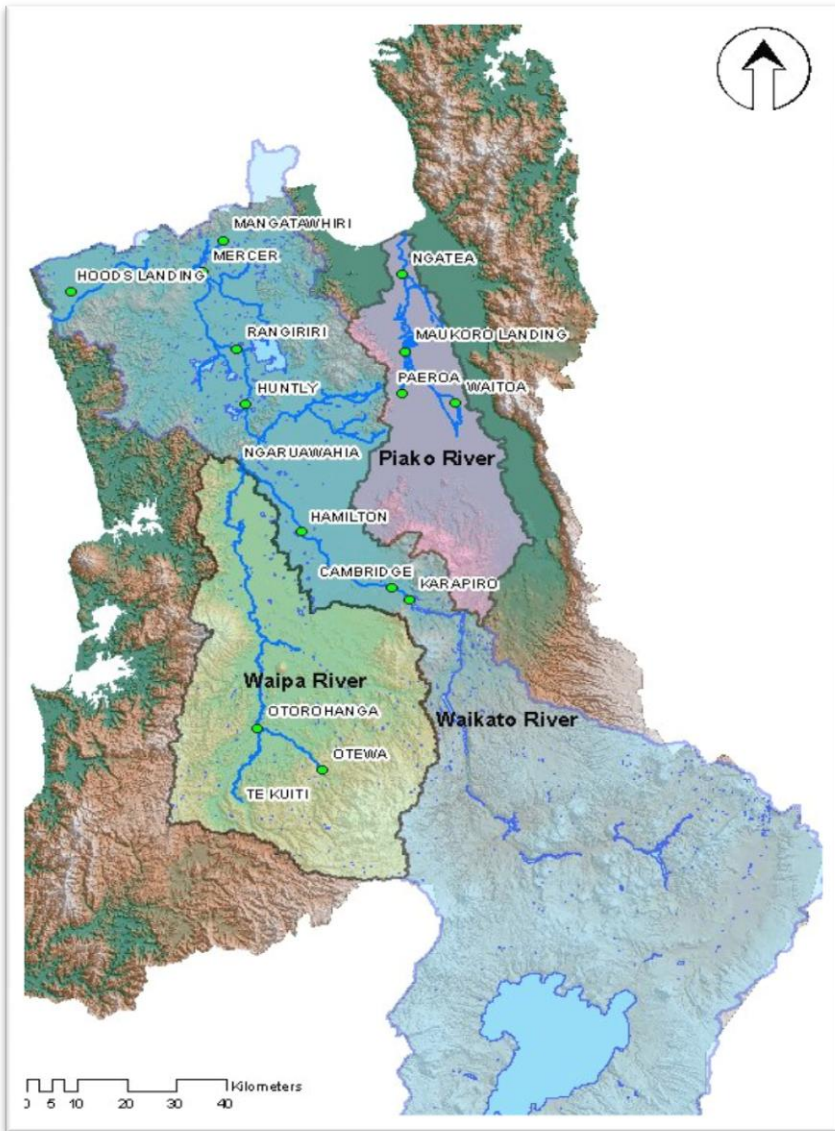 MANGATAWHIRI
MERCER
HOODS LANDING
NGATEA
RANGIRIRI
MAUKORO LANDING
HUNTLY
PAEROA
WAITOA
NGARUAWAHIA
Piako River
HAMILTON
CAMBRIDGE
KARAPIRO
Waipa River
OTOROHANGA
Waikato River
OTEWA
TE KUITI
Kilometers
0 5 10 20 30 40